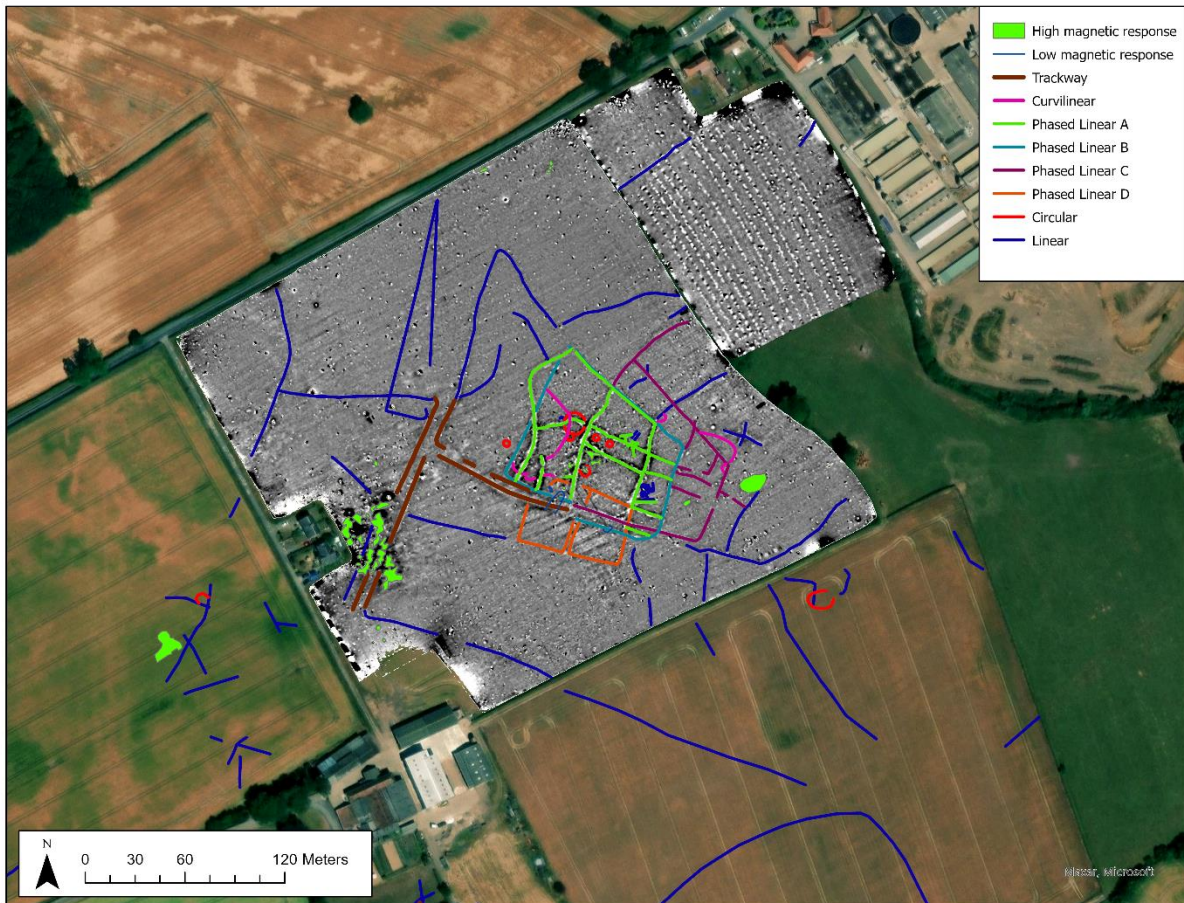 High magnetic response
Low magnetic response
Trackway
Curvilinear
Phased Linear A
Phased Linear B
Phased Linear C
Phased Linear D
Circular
Linear
N
0 30 60 120 Meters
Maxar, Microsoft